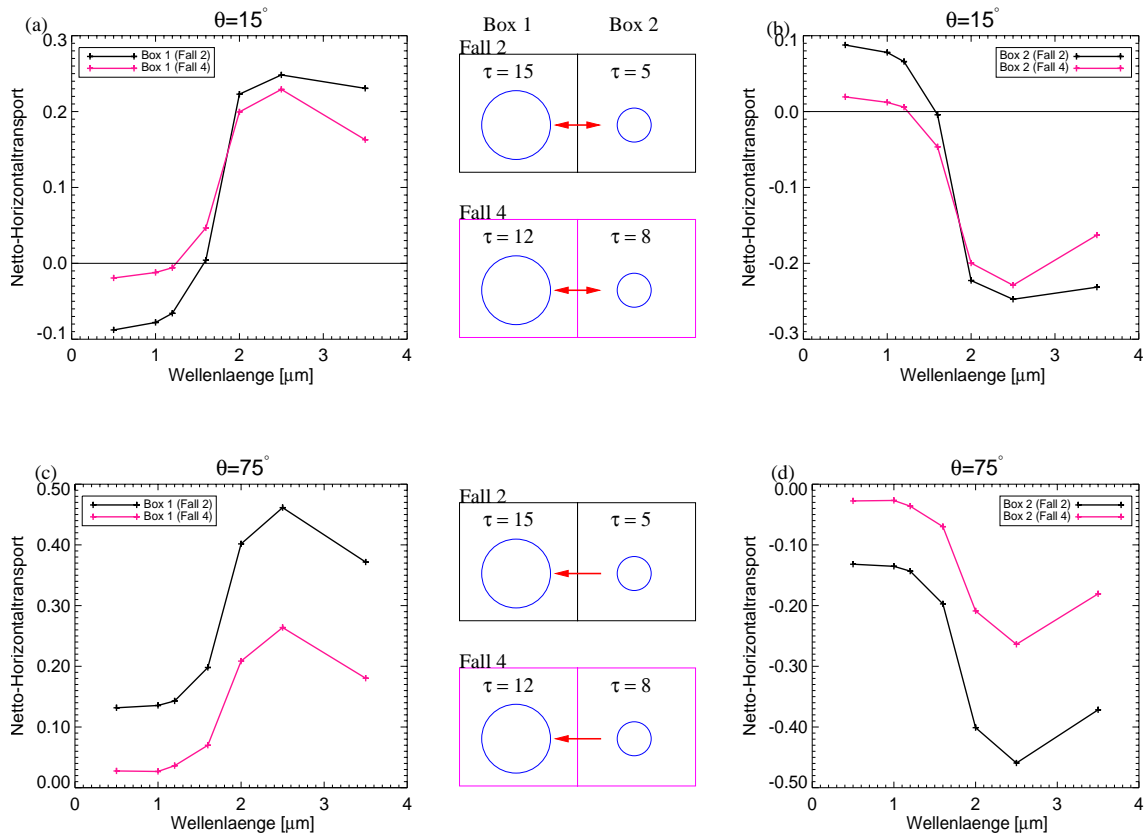 (a)
θ=15°
Netto-Horizontaltransport
0.3
0.2
0.1
0.0
-0.1
Box 1 (Fall 2)
Box 1 (Fall 4)
0 1 2 3 4
Wellenlaenge [μm]
Box 1 Box 2
Fall 2
τ = 15 τ = 5
Fall 4
τ = 12 τ = 8
(b)
θ=15°
Netto-Horizontaltransport
0.1
0.0
-0.1
-0.2
-0.3
Box 2 (Fall 2)
Box 2 (Fall 4)
0 1 2 3 4
Wellenlaenge [μm]
(c)
θ=75°
Netto-Horizontaltransport
0.50
0.40
0.30
0.20
0.10
0.00
Box 1 (Fall 2)
Box 1 (Fall 4)
0 1 2 3 4
Wellenlaenge [μm]
Fall 2
τ = 15 τ = 5
Fall 4
τ = 12 τ = 8
(d)
θ=75°
Netto-Horizontaltransport
0.00
-0.10
-0.20
-0.30
-0.40
-0.50
Box 2 (Fall 2)
Box 2 (Fall 4)
0 1 2 3 4
Wellenlaenge [μm]